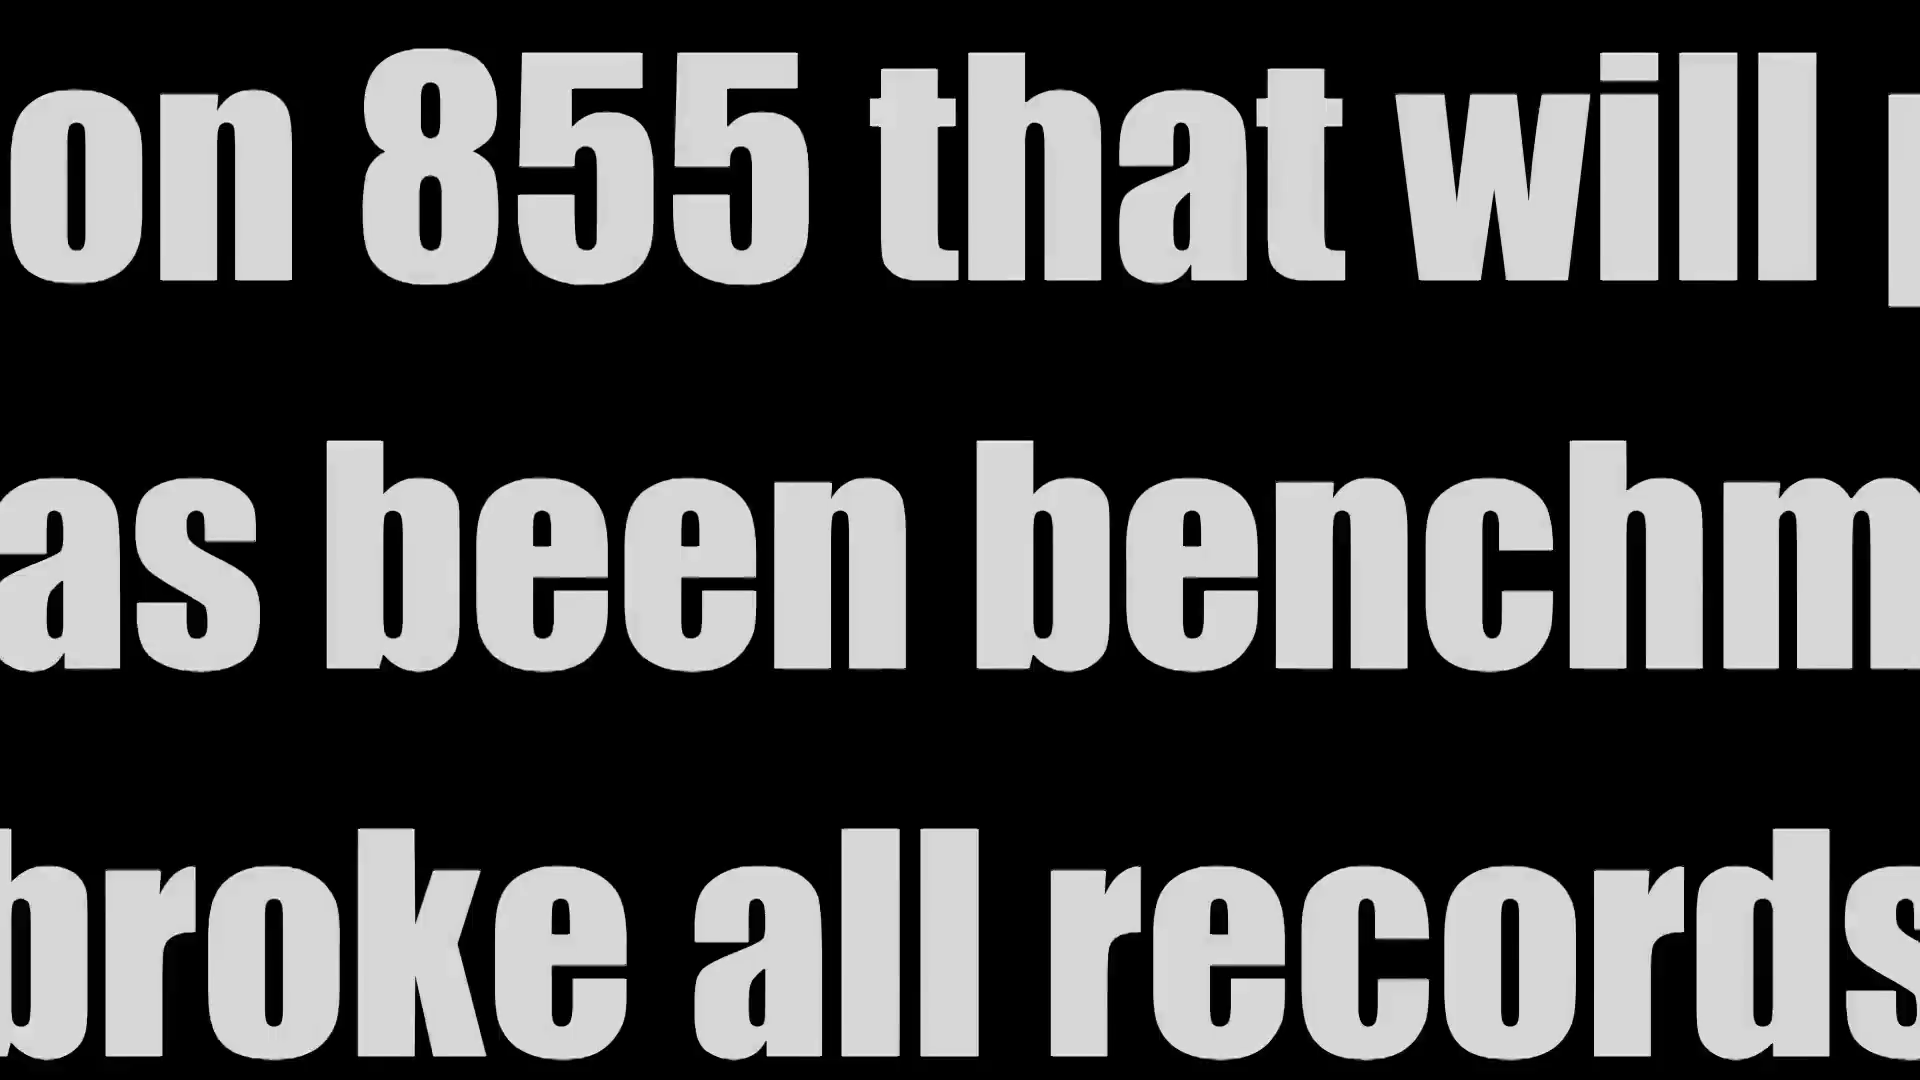 on 855 that will p
as been benchm
broke all records